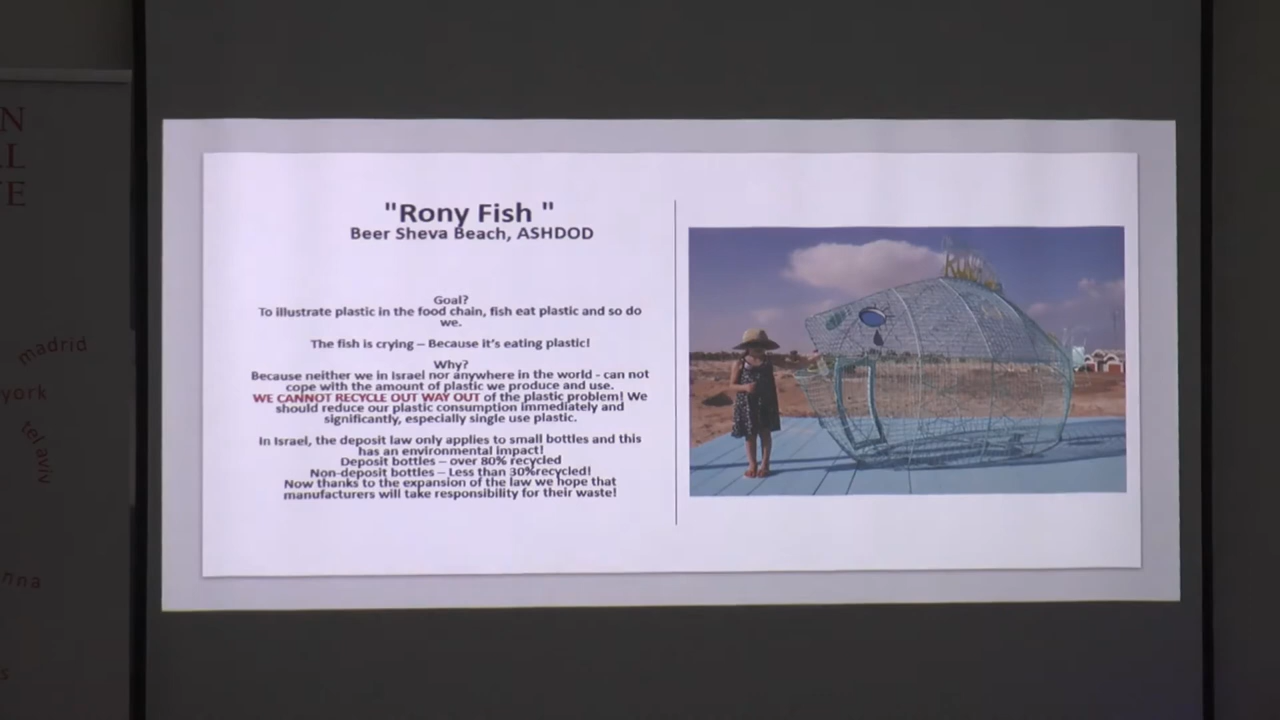 "Rony Fish "
Beer Sheva Beach, ASHDOD
Goal?
To illustrate plastic in the food chain, fish eat plastic and so do
we.
The fish is crying – Because it's eating plastic!
Why?
Because neither we in Israel nor anywhere in the world - can not
cope with the amount of plastic we produce and use.
WE CANNOT RECYCLE OUT WAY OUT of the plastic problem! We
should reduce our plastic consumption immediately and
significantly, especially single use plastic.
In Israel, the deposit law only applies to small bottles and this
has an environmental impact!
Deposit bottles – over 80% recycled
Non-deposit bottles – Less than 30%recycled!
Now thanks to the expansion of the law we hope that
manufacturers will take responsibility for their waste!
N
L
E
madrid
york
tel aviv
nna
s